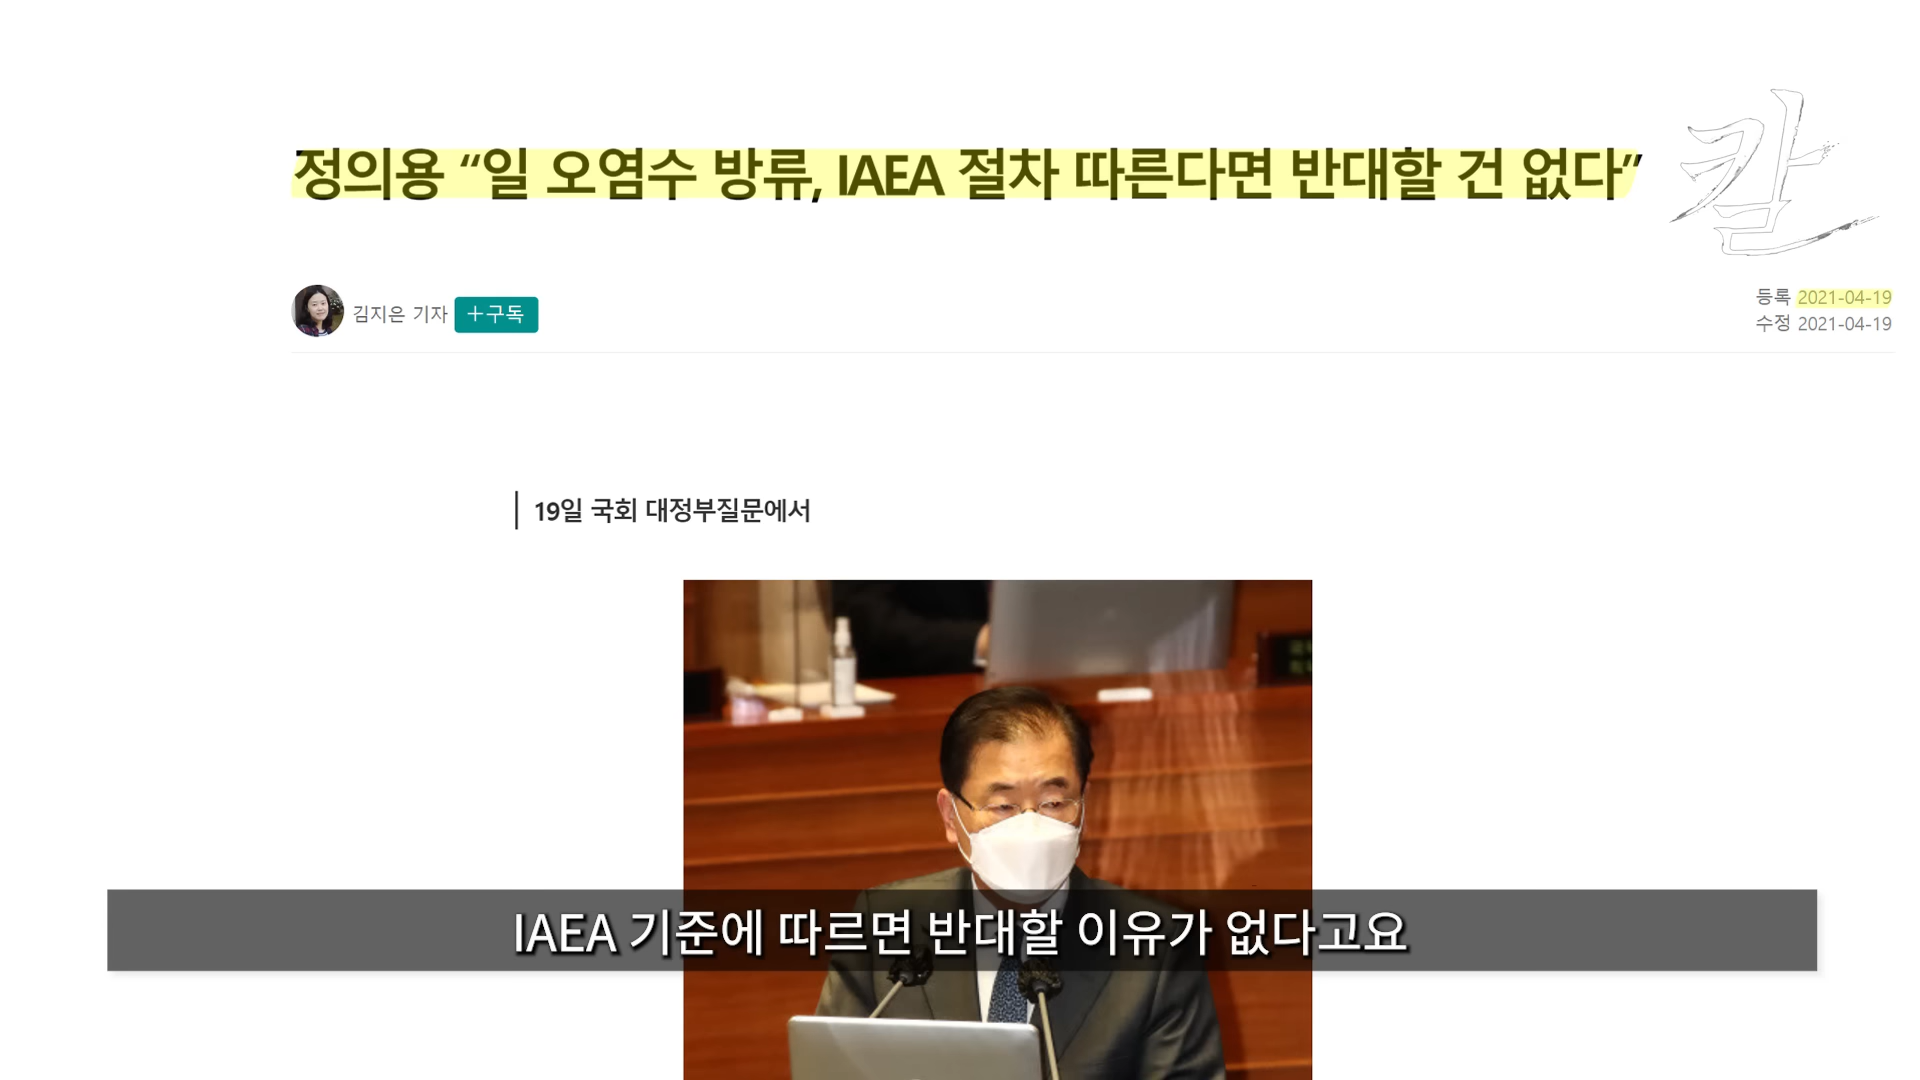 정의용 “일 오염수 방류, IAEA 절차 따른다면 반대할 건 없다”
칼
김지은 기자 +구독
등록 2021-04-19
수정 2021-04-19
19일 국회 대정부질문에서
IAEA 기준에 따르면 반대할 이유가 없다고요